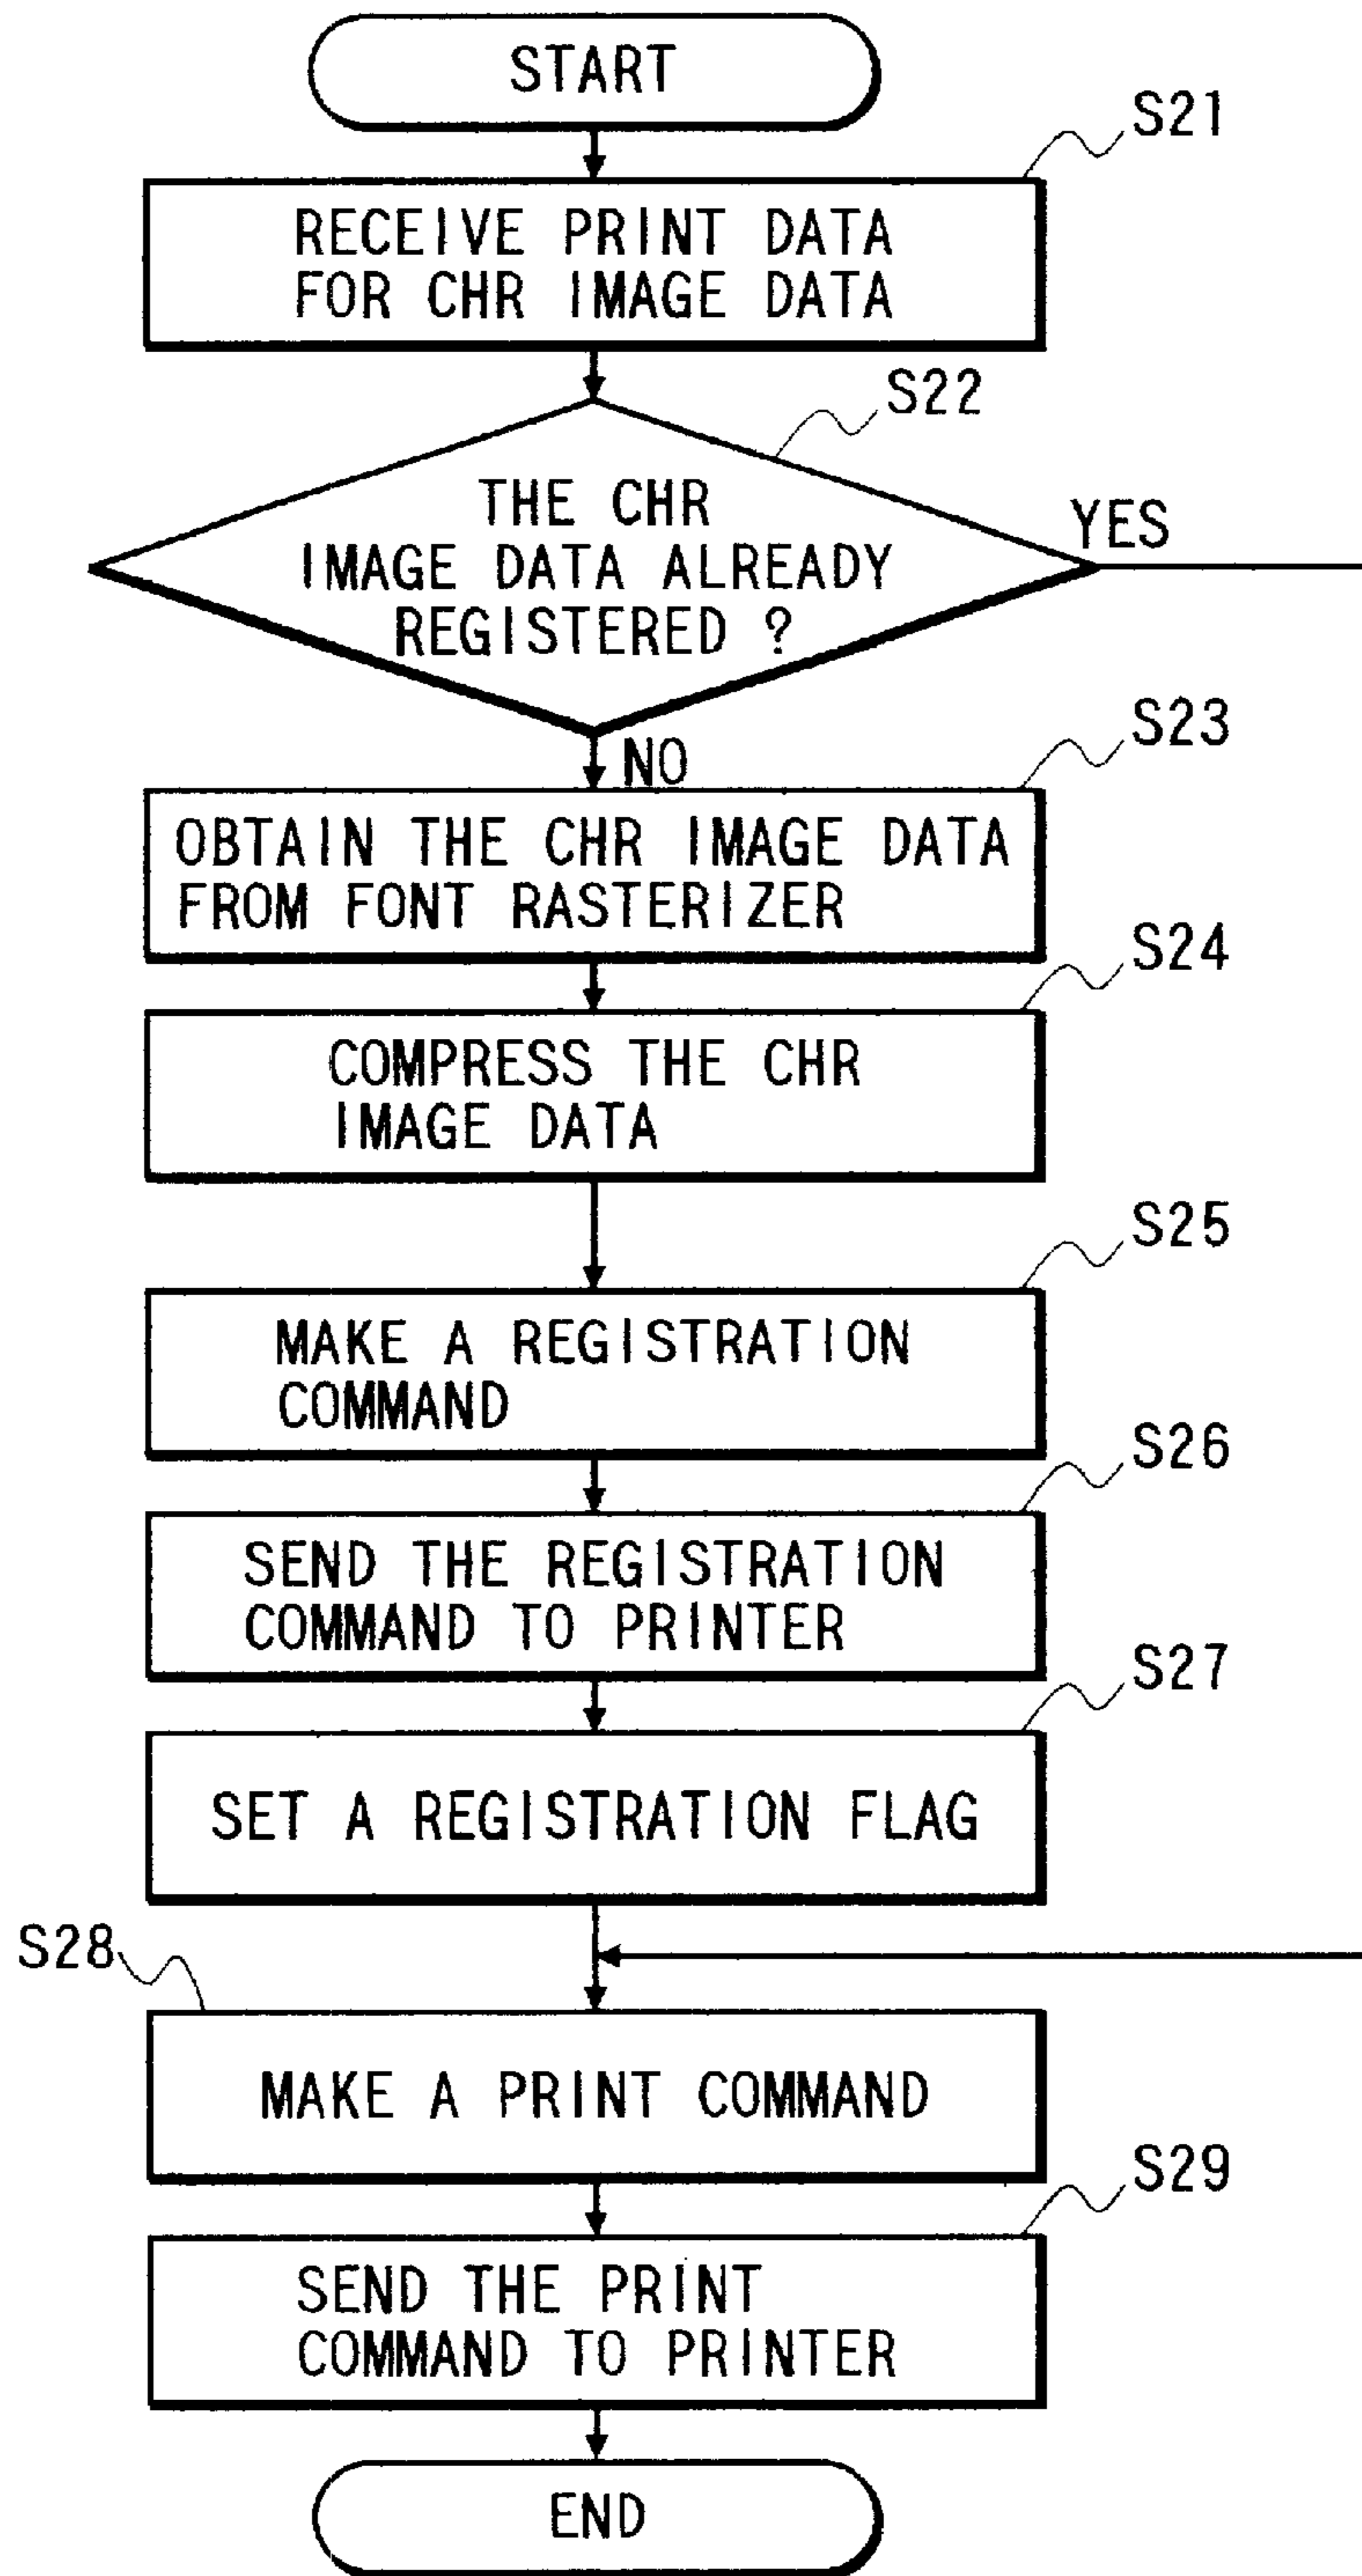 START
S21
RECEIVE PRINT DATA
FOR CHR IMAGE DATA
S22
THE CHR
IMAGE DATA ALREADY
REGISTERED ?
YES
NO
S23
OBTAIN THE CHR IMAGE DATA
FROM FONT RASTERIZER
S24
COMPRESS THE CHR
IMAGE DATA
S25
MAKE A REGISTRATION
COMMAND
S26
SEND THE REGISTRATION
COMMAND TO PRINTER
S27
SET A REGISTRATION FLAG
S28
MAKE A PRINT COMMAND
S29
SEND THE PRINT
COMMAND TO PRINTER
END